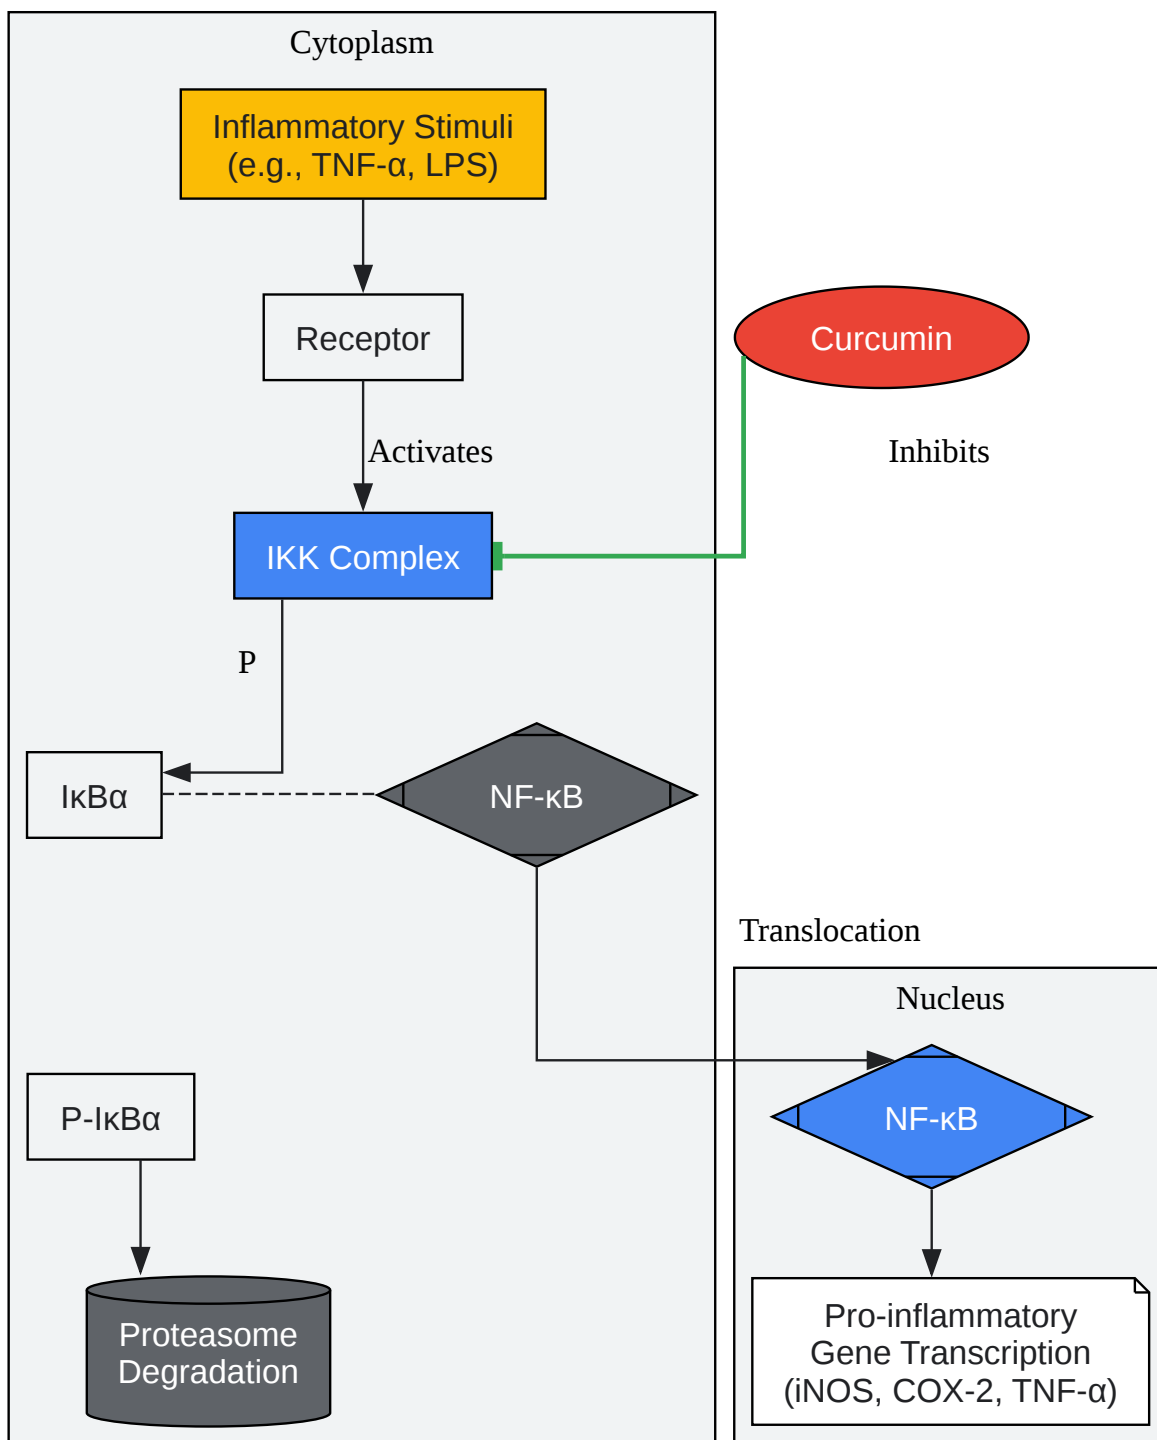 Cytoplasm
Inflammatory Stimuli
(e.g., TNF-α, LPS)
Receptor
Curcumin
Activates
Inhibits
IKK Complex
P
IκBα
NF-κB
Translocation
Nucleus
P-IκBα
NF-κB
Proteasome
Degradation
Pro-inflammatory
Gene Transcription
(iNOS, COX-2, TNF-α)